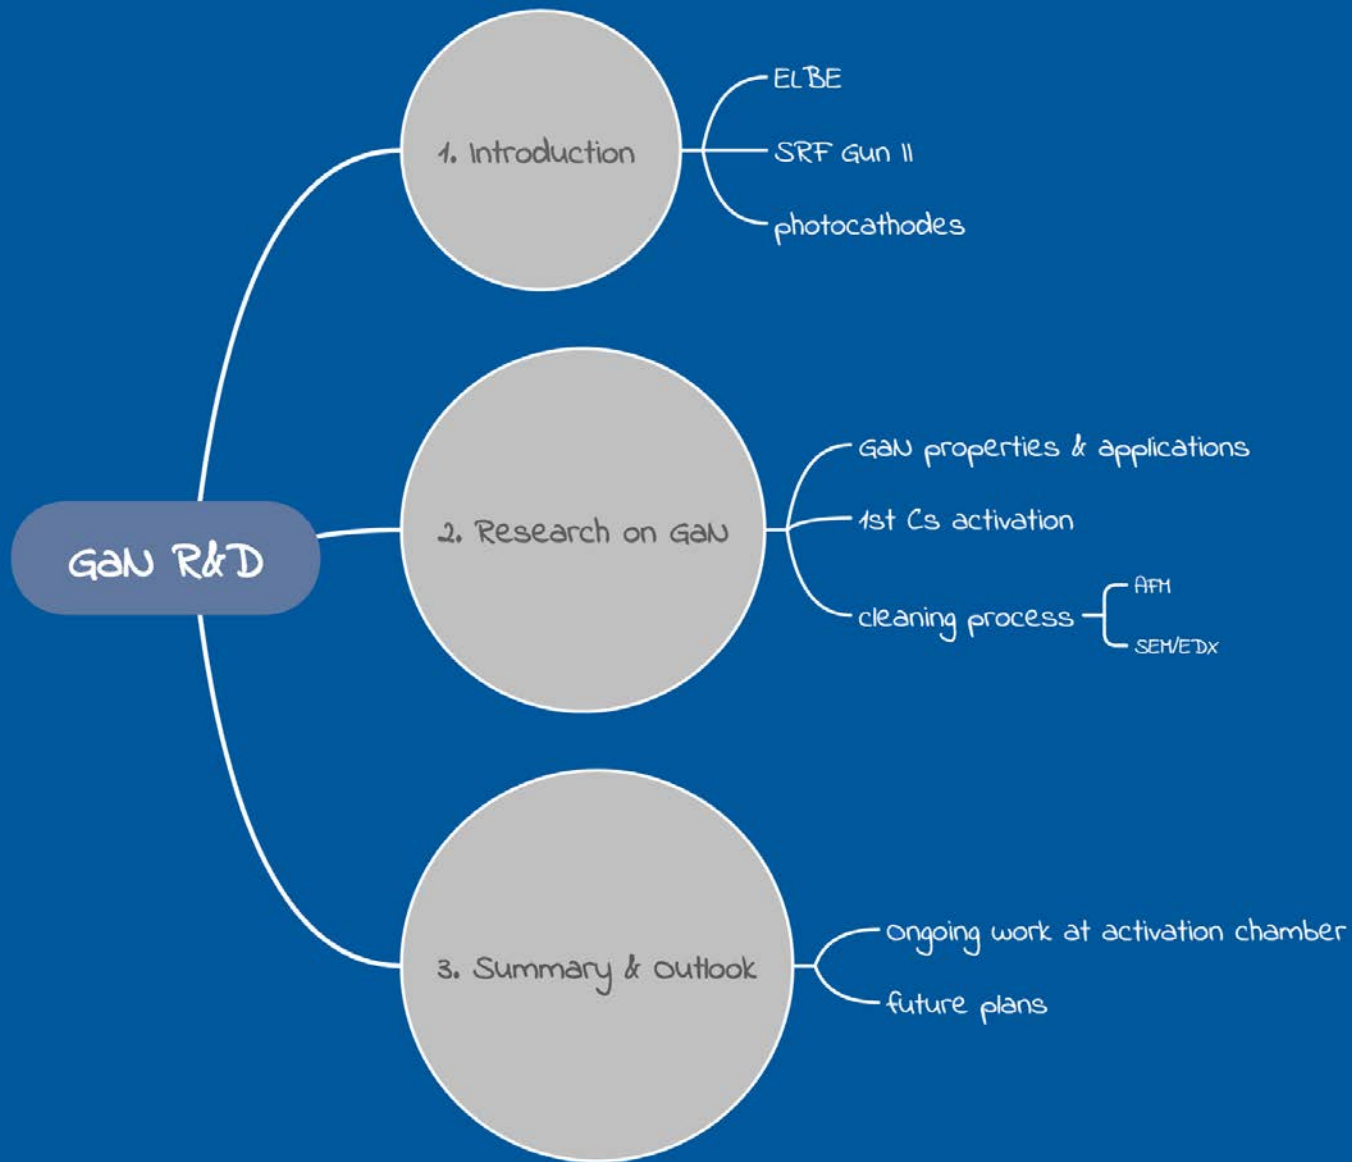 GaN R&D
1. Introduction
ELBE
SRF Gun II
photocathodes
2. Research on GaN
GaN properties & applications
1st Cs activation
cleaning process
AFM
SEM/EDX
3. Summary & Outlook
Ongoing work at activation chamber
future plans